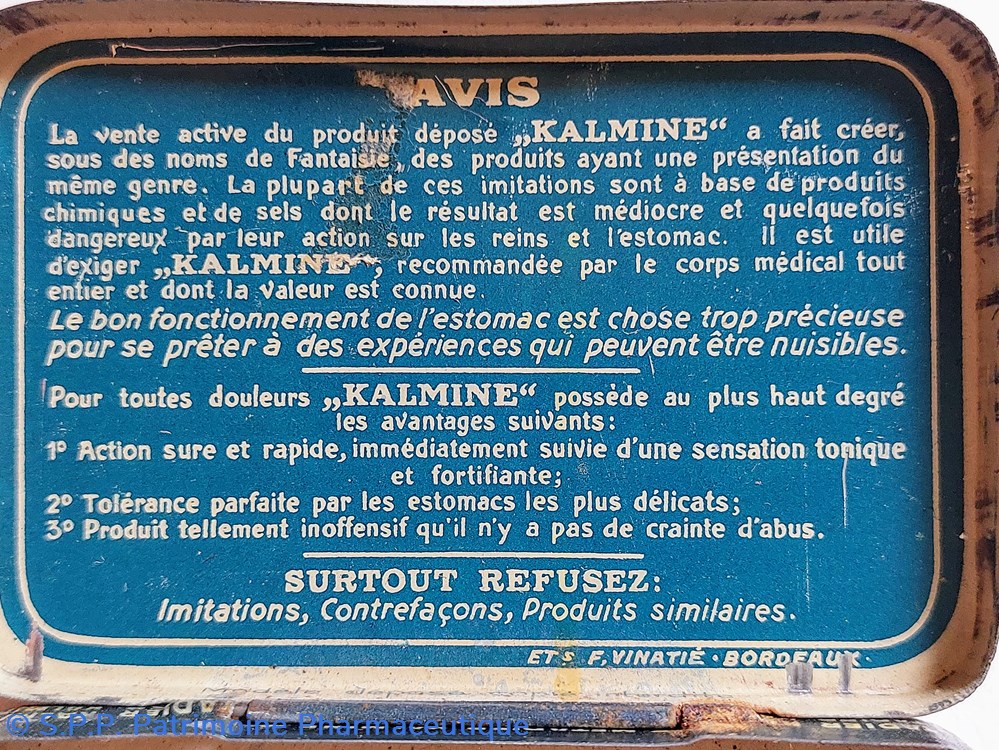 AVIS
La vente active du produit déposé „KALMINE“ a fait créer,
sous des noms de Fantaisie, des produits ayant une présentation du
même genre. La plupart de ces imitations sont à base de produits
chimiques et de sels dont le résultat est médiocre et quelquefois
dangereux par leur action sur les reins et l'estomac. Il est utile
d'exiger „KALMINE“, recommandée par le corps médical tout
entier et dont la valeur est connue.
Le bon fonctionnement de l'estomac est chose trop précieuse
pour se prêter à des expériences qui peuvent être nuisibles.
Pour toutes douleurs „KALMINE“ possède au plus haut degré
les avantages suivants:
1º Action sure et rapide, immédiatement suivie d'une sensation tonique
et fortifiante;
2º Tolérance parfaite par les estomacs les plus délicats;
3º Produit tellement inoffensif qu'il n'y a pas de crainte d'abus.
SURTOUT REFUSEZ:
Imitations, Contrefaçons, Produits similaires.
ETS F. VINATIÉ · BORDEAUX.
© S.P.P. Patrimoine Pharmaceutique